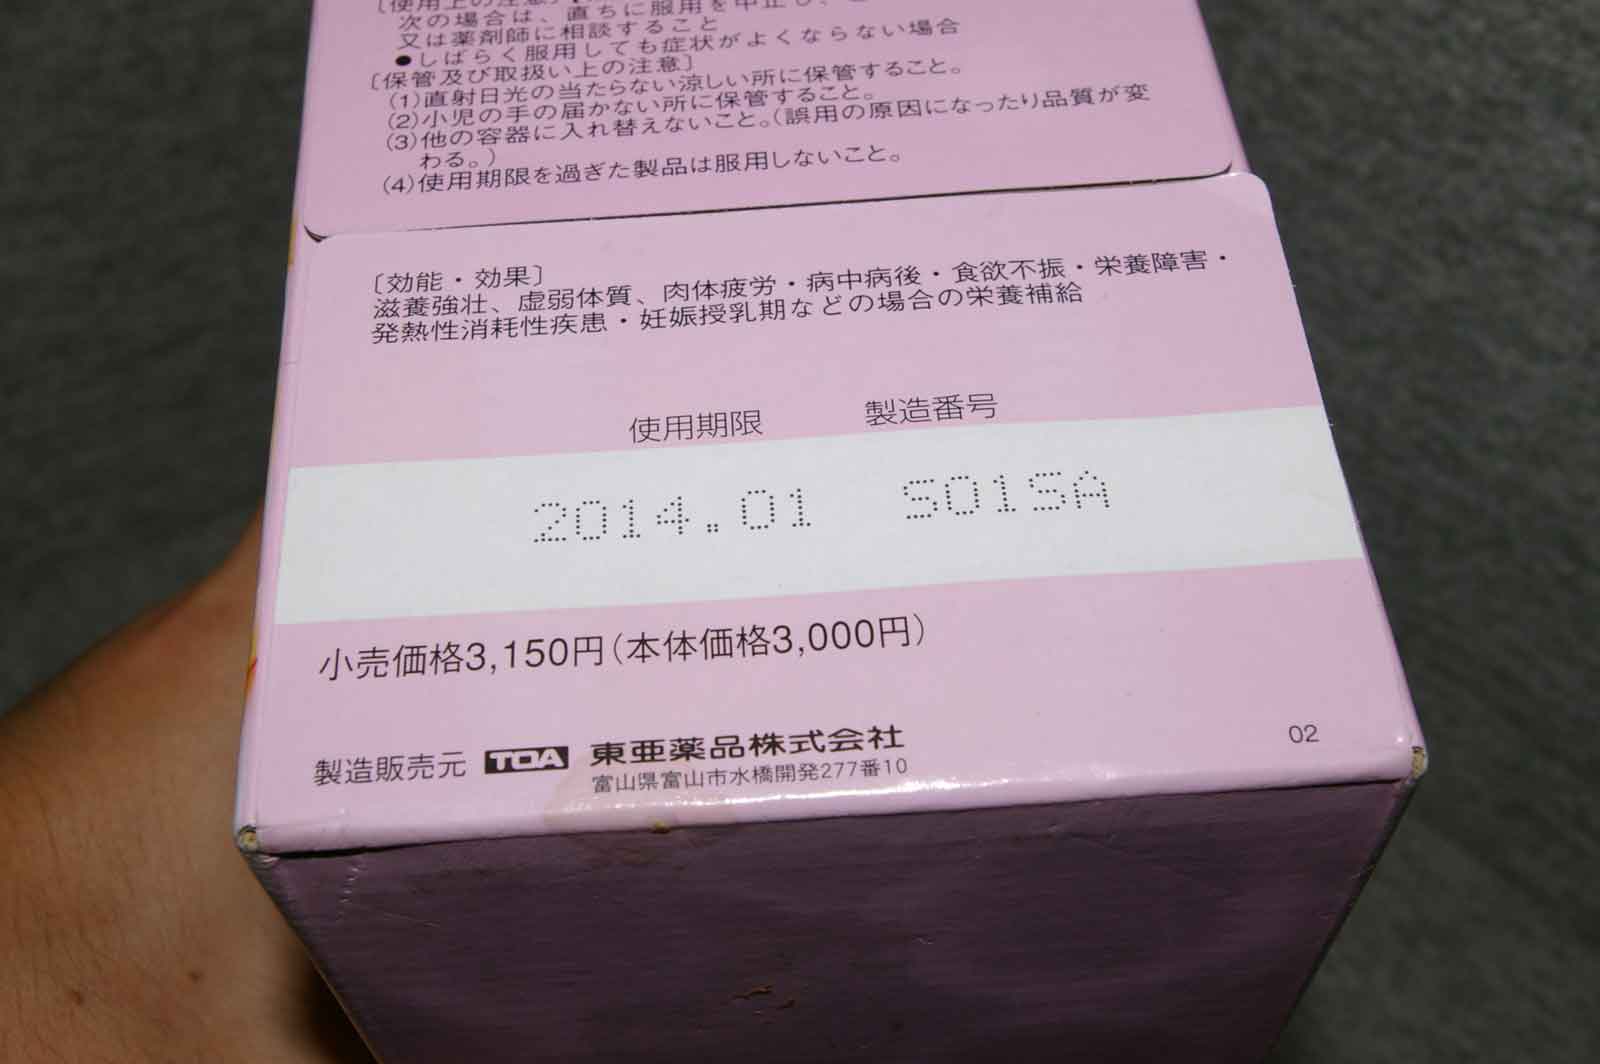 〔使用上の注意〕
次の場合は、直ちに服用を中止し、こ
又は薬剤師に相談すること
●しばらく服用しても症状がよくならない場合
〔保管及び取扱い上の注意〕
(1)直射日光の当たらない涼しい所に保管すること。
(2)小児の手の届かない所に保管すること。
(3)他の容器に入れ替えないこと。(誤用の原因になったり品質が変
わる。)
(4)使用期限を過ぎた製品は服用しないこと。
〔効能・効果〕
滋養強壮、虚弱体質、肉体疲労・病中病後・食欲不振・栄養障害・
発熱性消耗性疾患・妊娠授乳期などの場合の栄養補給
使用期限 製造番号
2014.01 S01SA
小売価格3,150円(本体価格3,000円)
製造販売元 TOA 東亜薬品株式会社
富山県富山市水橋開発277番10
02